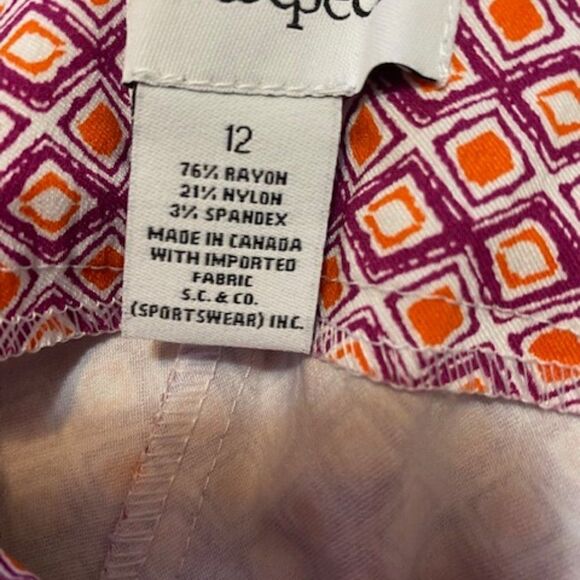 12
76% RAYON
21% NYLON
3% SPANDEX
MADE IN CANADA
WITH IMPORTED
FABRIC
S.C. & CO.
(SPORTSWEAR) INC.